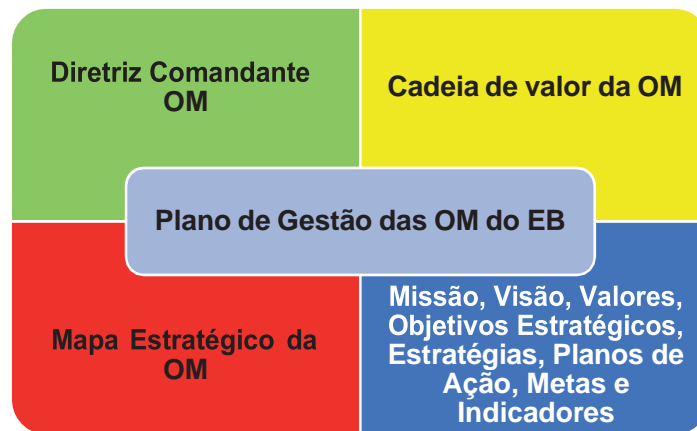 Diretriz Comandante
OM
Cadeia de valor da OM
Plano de Gestão das OM do EB
Mapa Estratégico da
OM
Missão, Visão, Valores,
Objetivos Estratégicos,
Estratégias, Planos de
Ação, Metas e
Indicadores